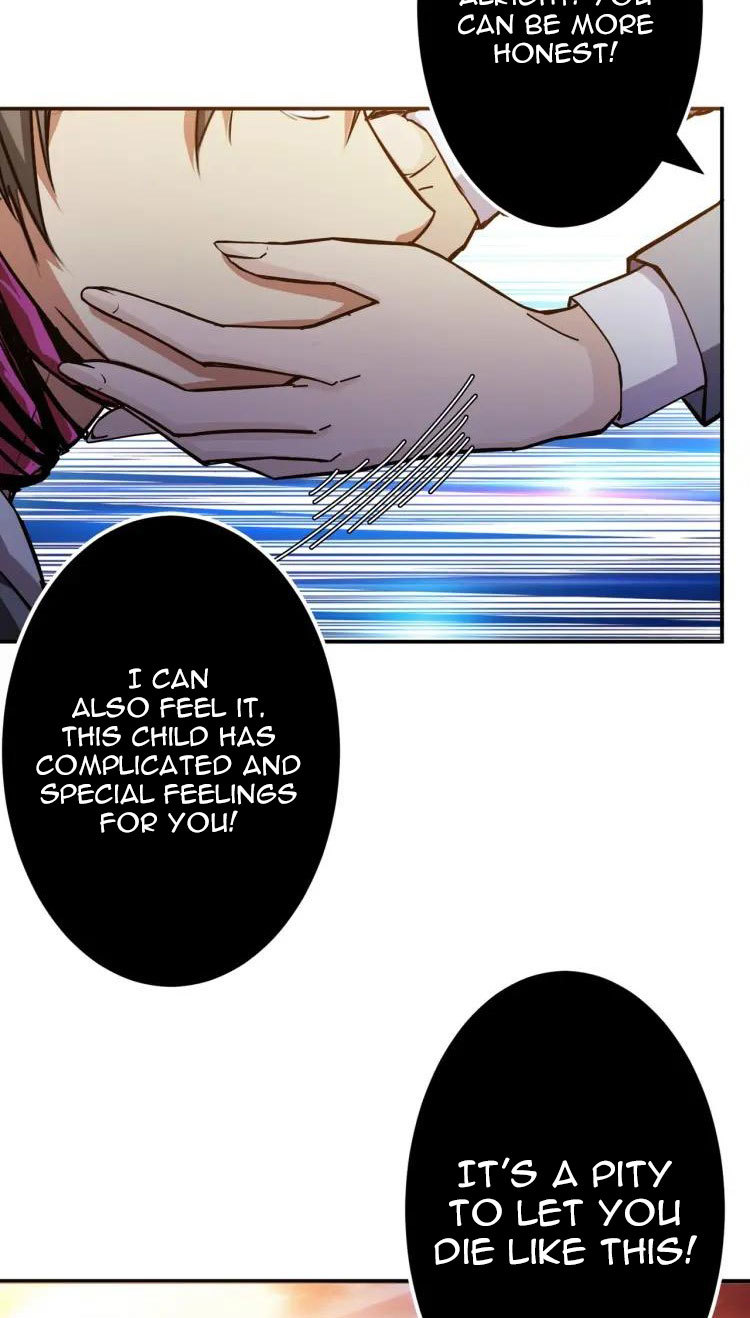 CAN BE MORE
HONEST!
I CAN
ALSO FEEL IT.
THIS CHILD HAS
COMPLICATED AND
SPECIAL FEELINGS
FOR YOU!
IT'S A PITY
TO LET YOU
DIE LIKE THIS!